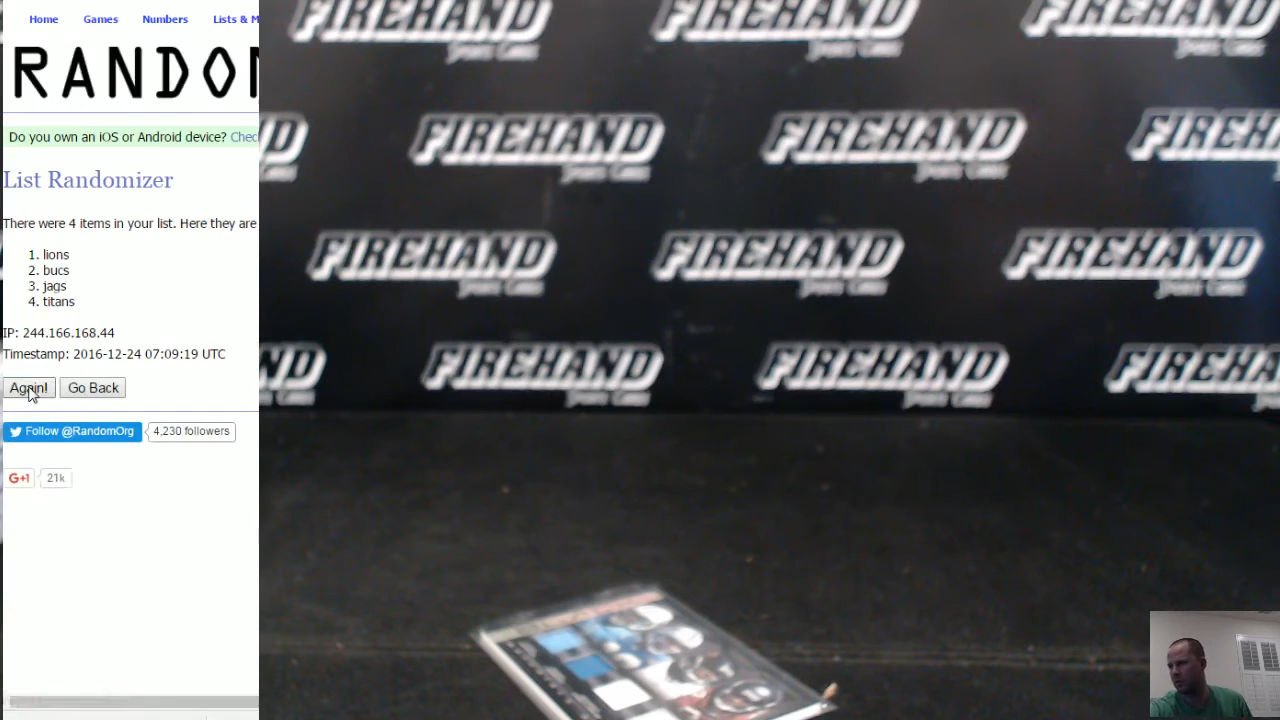 Home Games Numbers Lists & M
RANDO
Do you own an iOS or Android device? Chec
List Randomizer
There were 4 items in your list. Here they are
1. lions
2. bucs
3. jags
4. titans
IP: 244.166.168.44
Timestamp: 2016-12-24 07:09:19 UTC
Again! Go Back
Follow @RandomOrg 4,230 followers
G+1 21k
FIREHAND FIREHAND FIREHAND
FIREHAND FIREHAND FIREHAND
FIREHAND FIREHAND FIREHAND
FIREHAND FIREHAND FIREHAND